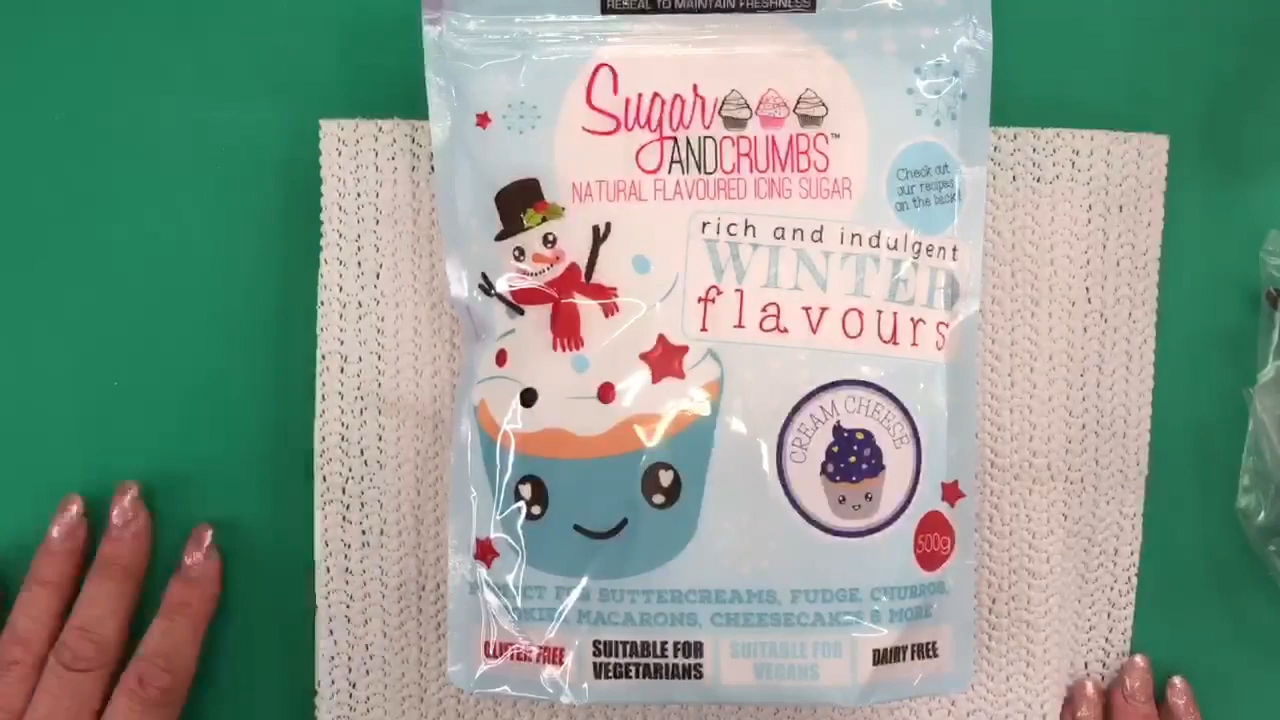 RESEAL TO MAINTAIN FRESHNESS
Sugar
ANDCRUMBS™
NATURAL FLAVOURED ICING SUGAR
Check out
our recipes
on the back!
rich and indulgent
WINTER
flavours
CREAM CHEESE
500g
BUTTERCREAMS, FUDGE, CHURROS,
MACARONS, CHEESECAKES & MORE
GLUTEN FREE
SUITABLE FOR
VEGETARIANS
SUITABLE FOR
VEGANS
DAIRY FREE